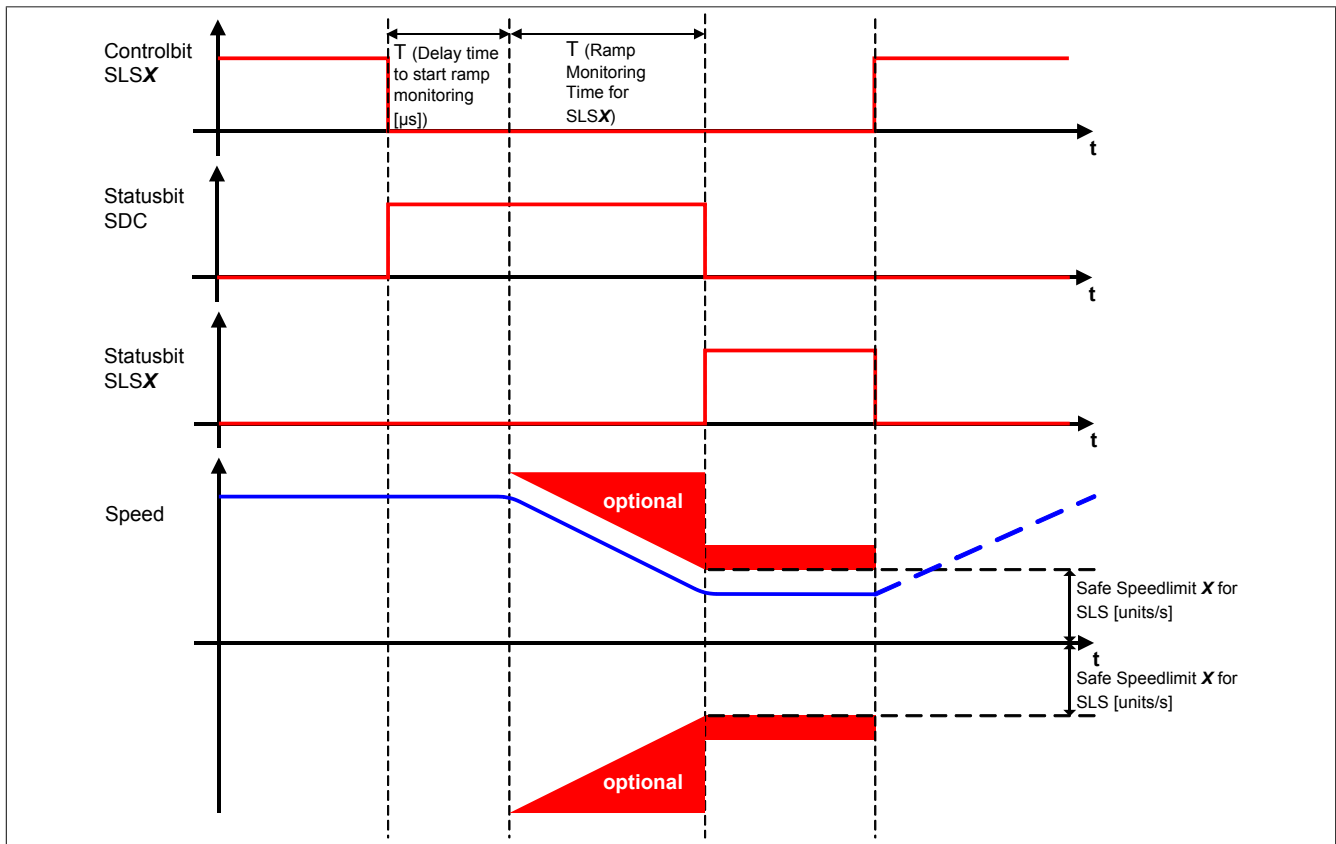 Controlbit
SLSX
T (Delay time
to start ramp
monitoring
[µs])
T (Ramp
Monitoring
Time for
SLSX)
t
Statusbit
SDC
t
Statusbit
SLSX
t
Speed
optional
Safe Speedlimit X for
SLS [units/s]
t
Safe Speedlimit X for
SLS [units/s]
optional